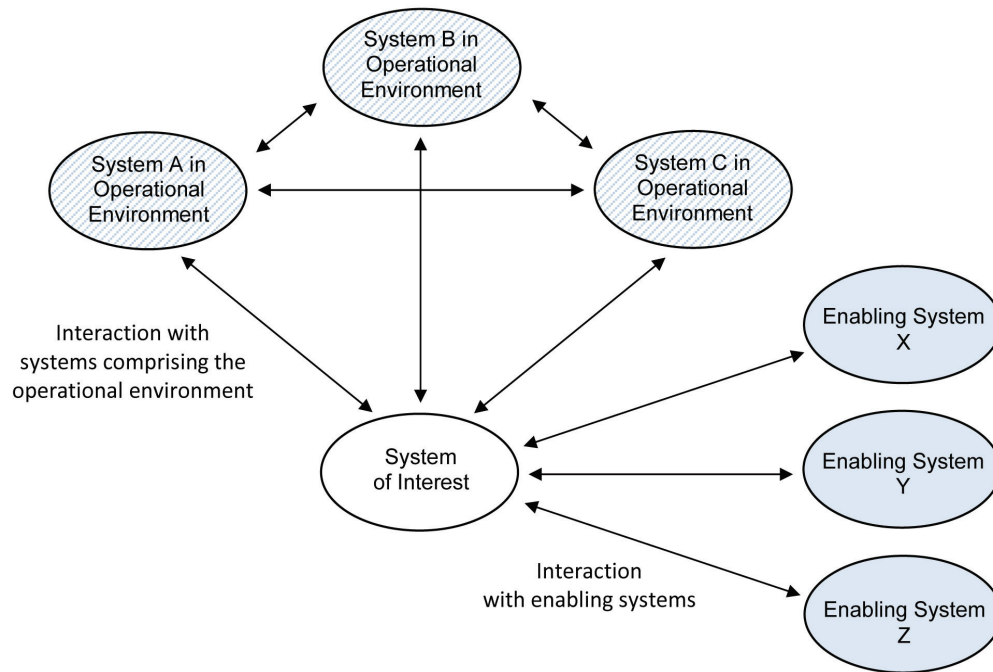 System B in
Operational
Environment
System A in
Operational
Environment
System C in
Operational
Environment
Interaction with
systems comprising the
operational environment
Enabling System
X
System
of Interest
Enabling System
Y
Interaction
with enabling systems
Enabling System
Z